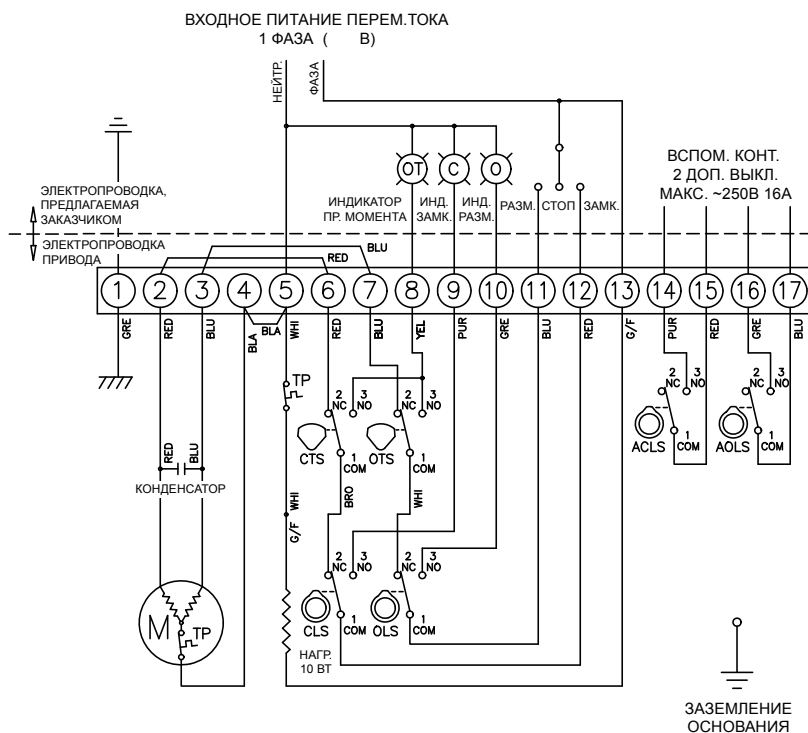 ВХОДНОЕ ПИТАНИЕ ПЕРЕМ.ТОКА
1 ФАЗА ( В)
НЕЙТР.
ФАЗА
ЭЛЕКТРОПРОВОДКА,
ПРЕДЛАГАЕМАЯ
ЗАКАЗЧИКОМ
ЭЛЕКТРОПРОВОДКА
ПРИВОДА
OT C O
ИНДИКАТОР
ПР. МОМЕНТА
ИНД.
ЗАМК.
ИНД.
РАЗМ.
РАЗМ. СТОП ЗАМК.
ВСПОМ. КОНТ.
2 ДОП. ВЫКЛ.
МАКС. ~250В 16А
BLU
RED
1 2 3 4 5 6 7 8 9 10 11 12 13 14 15 16 17
BLA
GRE RED BLU BLA WHI RED BLU YEL PUR GRE BLU RED G/F PUR RED GRE BLU
TP
2 NC 3 NO
2 NC 3 NO
2 NC 3 NO
2 NC 3 NO
CTS
1 COM
OTS
1 COM
ACLS
1 COM
AOLS
1 COM
RED BLU
КОНДЕНСАТОР
WHI
G/F
BRO
WHI
2 NC 3 NO
2 NC 3 NO
CLS
1 COM
OLS
1 COM
M
TP
НАГР.
10 ВТ
ЗАЗЕМЛЕНИЕ
ОСНОВАНИЯ